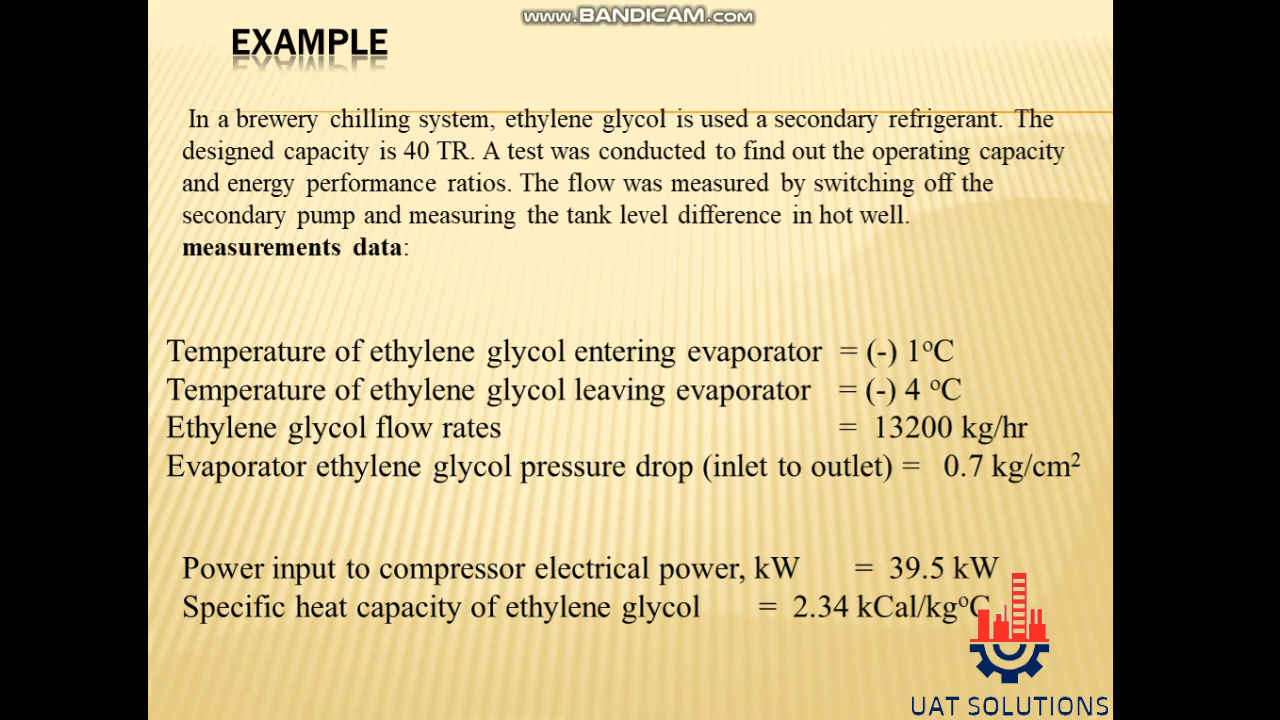 www.BANDICAM.com
EXAMPLE
In a brewery chilling system, ethylene glycol is used a secondary refrigerant. The
designed capacity is 40 TR. A test was conducted to find out the operating capacity
and energy performance ratios. The flow was measured by switching off the
secondary pump and measuring the tank level difference in hot well.
measurements data:
Temperature of ethylene glycol entering evaporator = (-) 1°C
Temperature of ethylene glycol leaving evaporator = (-) 4 °C
Ethylene glycol flow rates = 13200 kg/hr
Evaporator ethylene glycol pressure drop (inlet to outlet) = 0.7 kg/cm²
Power input to compressor electrical power, kW = 39.5 kW
Specific heat capacity of ethylene glycol = 2.34 kCal/kg°C
UAT SOLUTIONS